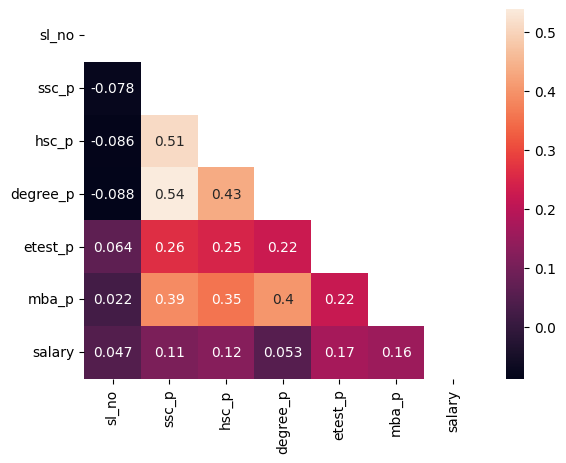 sl_no
ssc_p -0.078
hsc_p -0.086 0.51
degree_p -0.088 0.54 0.43
etest_p 0.064 0.26 0.25 0.22
mba_p 0.022 0.39 0.35 0.4 0.22
salary 0.047 0.11 0.12 0.053 0.17 0.16
sl_no ssc_p hsc_p degree_p etest_p mba_p salary
0.5
0.4
0.3
0.2
0.1
0.0